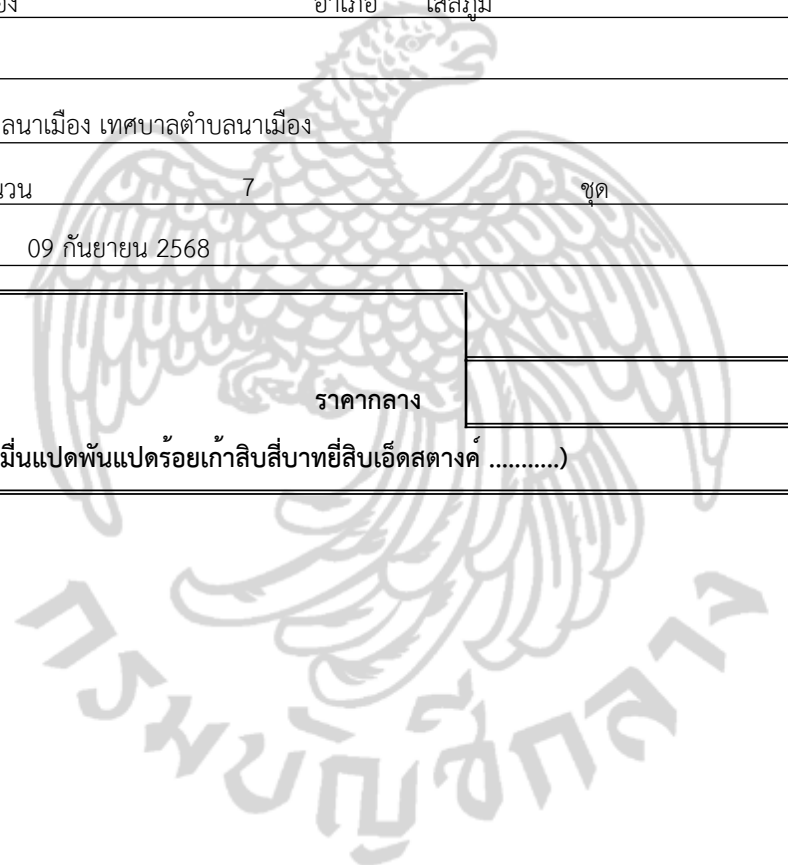 อำเภอ เสลภูมิ
ลนาเมือง เทศบาลตำบลนาเมือง
นวน 7 ชุด
09 กันยายน 2568
ราคากลาง
มื่นแปดพันแปดร้อยเก้าสิบสี่บาทยี่สิบเอ็ดสตางค์ ...........)
กรมบัญชีกลาง